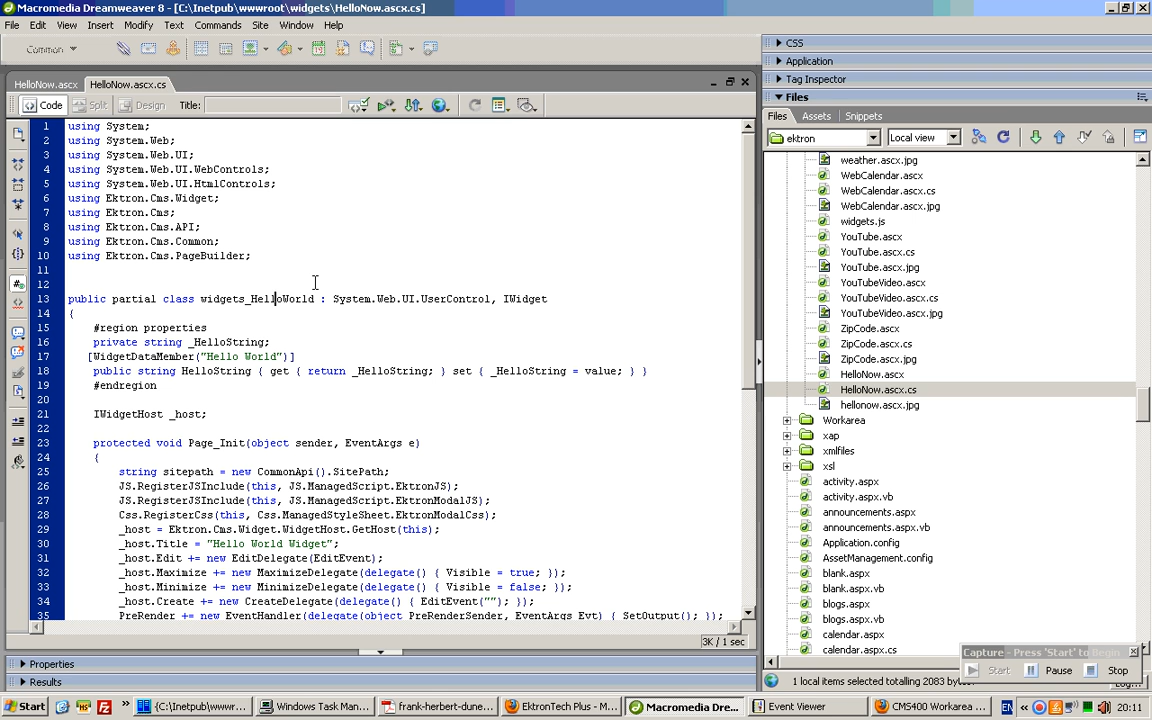 Macromedia Dreamweaver 8 - [C:\Inetpub\wwwroot\widgets\HelloNow.ascx.cs]
File Edit View Insert Modify Text Commands Site Window Help
Common
HelloNow.ascx HelloNow.ascx.cs
Code Split Design Title:
1 using System;
2 using System.Web;
3 using System.Web.UI;
4 using System.Web.UI.WebControls;
5 using System.Web.UI.HtmlControls;
6 using Ektron.Cms.Widget;
7 using Ektron.Cms;
8 using Ektron.Cms.API;
9 using Ektron.Cms.Common;
10 using Ektron.Cms.PageBuilder;
11
12
13 public partial class widgets_HelloWorld : System.Web.UI.UserControl, IWidget
14 {
15 #region properties
16 private string _HelloString;
17 [WidgetDataMember("Hello World")]
18 public string HelloString { get { return _HelloString; } set { _HelloString = value; } }
19 #endregion
20
21 IWidgetHost _host;
22
23 protected void Page_Init(object sender, EventArgs e)
24 {
25 string sitepath = new CommonApi().SitePath;
26 JS.RegisterJSInclude(this, JS.ManagedScript.EktronJS);
27 JS.RegisterJSInclude(this, JS.ManagedScript.EktronModalJS);
28 Css.RegisterCss(this, Css.ManagedStyleSheet.EktronModalCss);
29 _host = Ektron.Cms.Widget.WidgetHost.GetHost(this);
30 _host.Title = "Hello World Widget";
31 _host.Edit += new EditDelegate(EditEvent);
32 _host.Maximize += new MaximizeDelegate(delegate() { Visible = true; });
33 _host.Minimize += new MinimizeDelegate(delegate() { Visible = false; });
34 _host.Create += new CreateDelegate(delegate() { EditEvent(""); });
35 PreRender += new EventHandler(delegate(object PreRenderSender, EventArgs Evt) { SetOutput(); });
3K / 1 sec
Properties
Results
CSS
Application
Tag Inspector
Files
Files Assets Snippets
ektron Local view
weather.ascx.jpg
WebCalendar.ascx
WebCalendar.ascx.cs
WebCalendar.ascx.jpg
widgets.js
YouTube.ascx
YouTube.ascx.cs
YouTube.ascx.jpg
YouTubeVideo.ascx
YouTubeVideo.ascx.cs
YouTubeVideo.ascx.jpg
ZipCode.ascx
ZipCode.ascx.cs
ZipCode.ascx.jpg
HelloNow.ascx
HelloNow.ascx.cs
hellonow.ascx.jpg
Workarea
xap
xmlfiles
xsl
activity.aspx
activity.aspx.vb
announcements.aspx
announcements.aspx.vb
Application.config
AssetManagement.config
blank.aspx
blank.aspx.vb
blogs.aspx
blogs.aspx.vb
calendar.aspx
calendar.aspx.cs
Capture - Press 'Start' to Begin
Start Pause Stop
1 local items selected totalling 2083 byt
Log...
Start » {C:\Inetpub\wwwr... Windows Task Man... frank-herbert-dune... EktronTech Plus - M... Macromedia Dre... Event Viewer CMS400 Workarea ... EN « 20:11